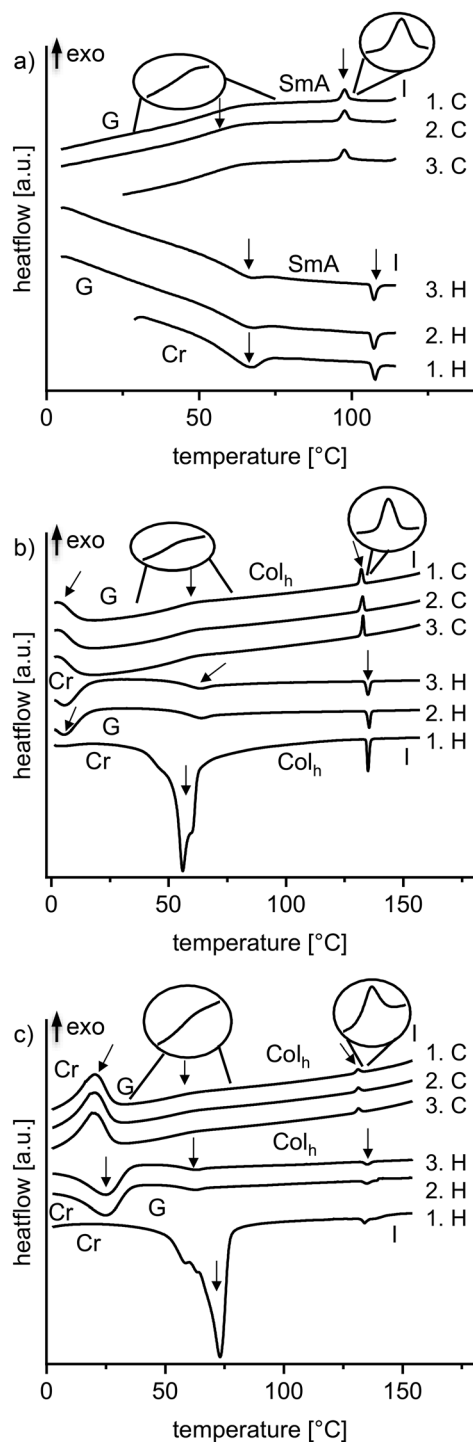 a)
exo
SmA
I
G
1. C
2. C
3. C
SmA
I
G
3. H
Cr
2. H
1. H
0
50
100
temperature [°C]
heatflow [a.u.]
b)
exo
I
G
Colₕ
1. C
2. C
3. C
Cr
3. H
G
2. H
Cr
Colₕ
1. H
I
0
50
100
150
temperature [°C]
heatflow [a.u.]
c)
exo
Cr
G
Colₕ
I
1. C
2. C
3. C
Colₕ
3. H
Cr
G
2. H
Cr
I
1. H
0
50
100
150
temperature [°C]
heatflow [a.u.]